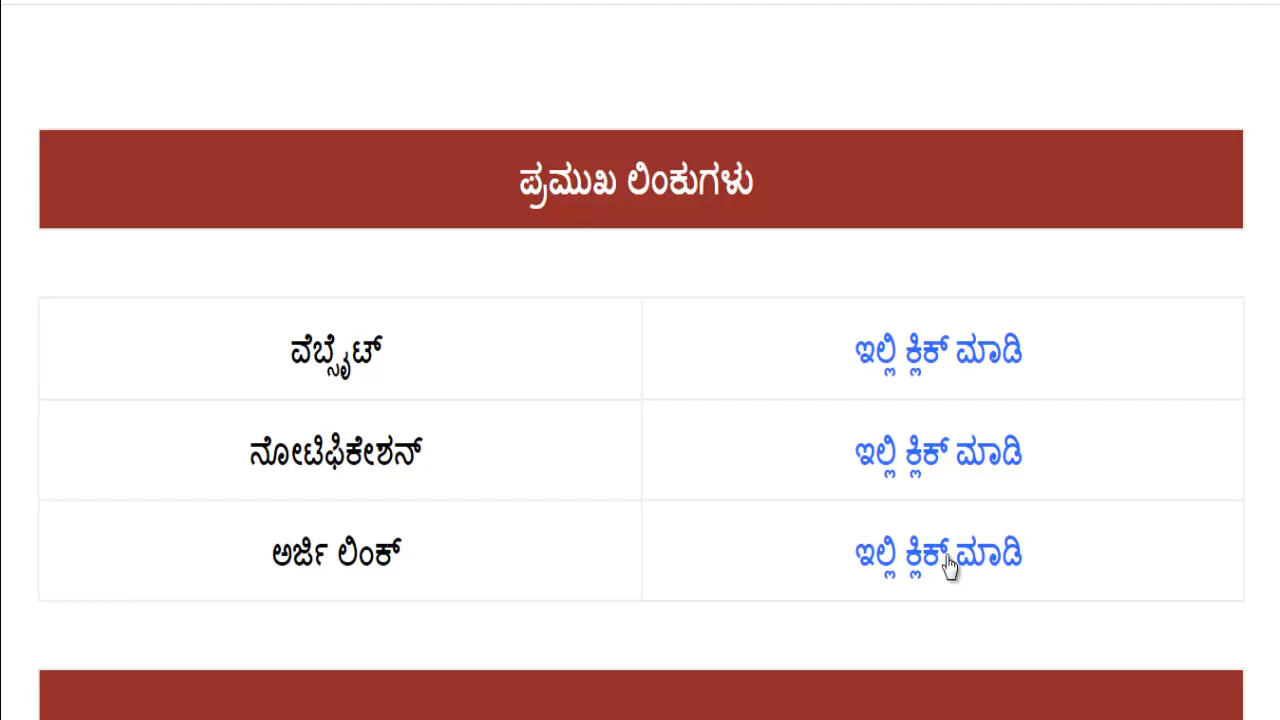 ಪ್ರಮುಖ ಲಿಂಕುಗಳು
ವೆಬ್ಸೈಟ್ ಇಲ್ಲಿ ಕ್ಲಿಕ್ ಮಾಡಿ
ನೋಟಿಫಿಕೇಶನ್ ಇಲ್ಲಿ ಕ್ಲಿಕ್ ಮಾಡಿ
ಅರ್ಜಿ ಲಿಂಕ್ ಇಲ್ಲಿ ಕ್ಲಿಕ್ ಮಾಡಿ